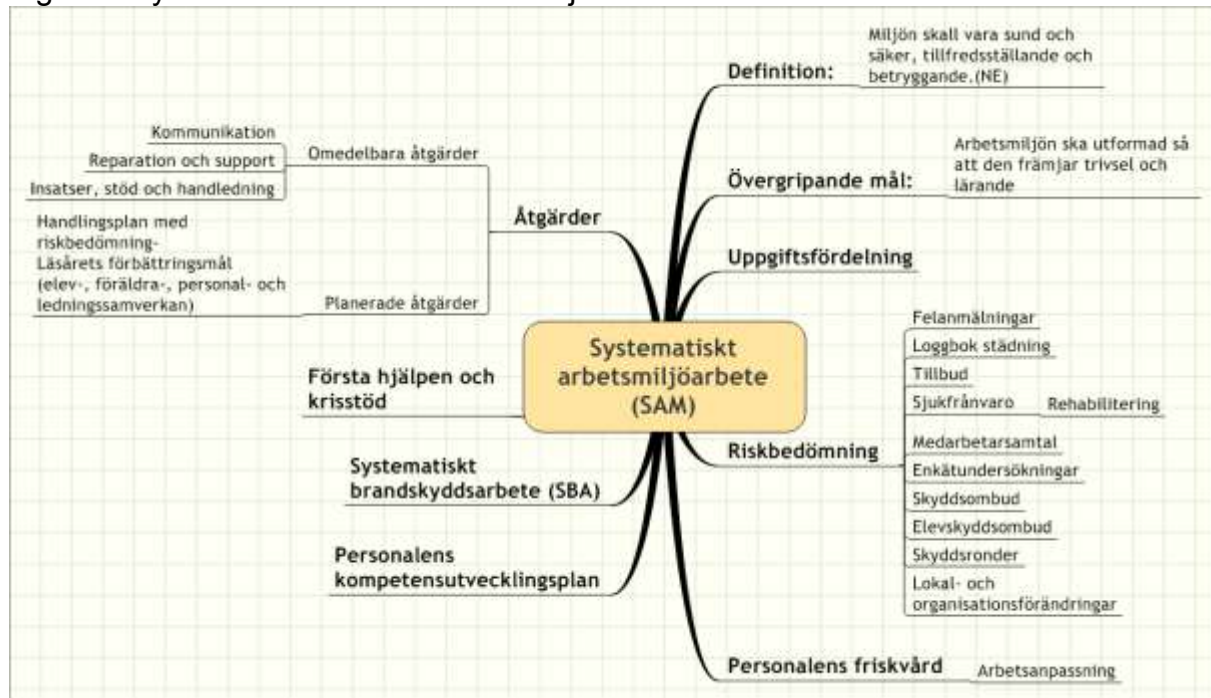 Miljön skall vara sund och
säker, tillfredsställande och
betryggande.(NE)
Definition:
Arbetsmiljön ska utformad så
att den främjar trivsel och
lärande
Övergripande mål:
Uppgiftsfördelning
Felanmälningar
Loggbok städning
Tillbud
Sjukfrånvaro
Rehabilitering
Riskbedömning
Medarbetarsamtal
Enkätundersökningar
Skyddsombud
Elevskyddsombud
Skyddsronder
Lokal- och
organisationsförändringar
Personalens friskvård
Arbetsanpassning
Systematiskt
arbetsmiljöarbete
(SAM)
Åtgärder
Omedelbara åtgärder
Kommunikation
Reparation och support
Insatser, stöd och handledning
Planerade åtgärder
Handlingsplan med
riskbedömning-
Läsårets förbättringsmål
(elev-, föräldra-, personal- och
ledningssamverkan)
Första hjälpen och
krisstöd
Systematiskt
brandskyddsarbete (SBA)
Personalens
kompetensutvecklingsplan